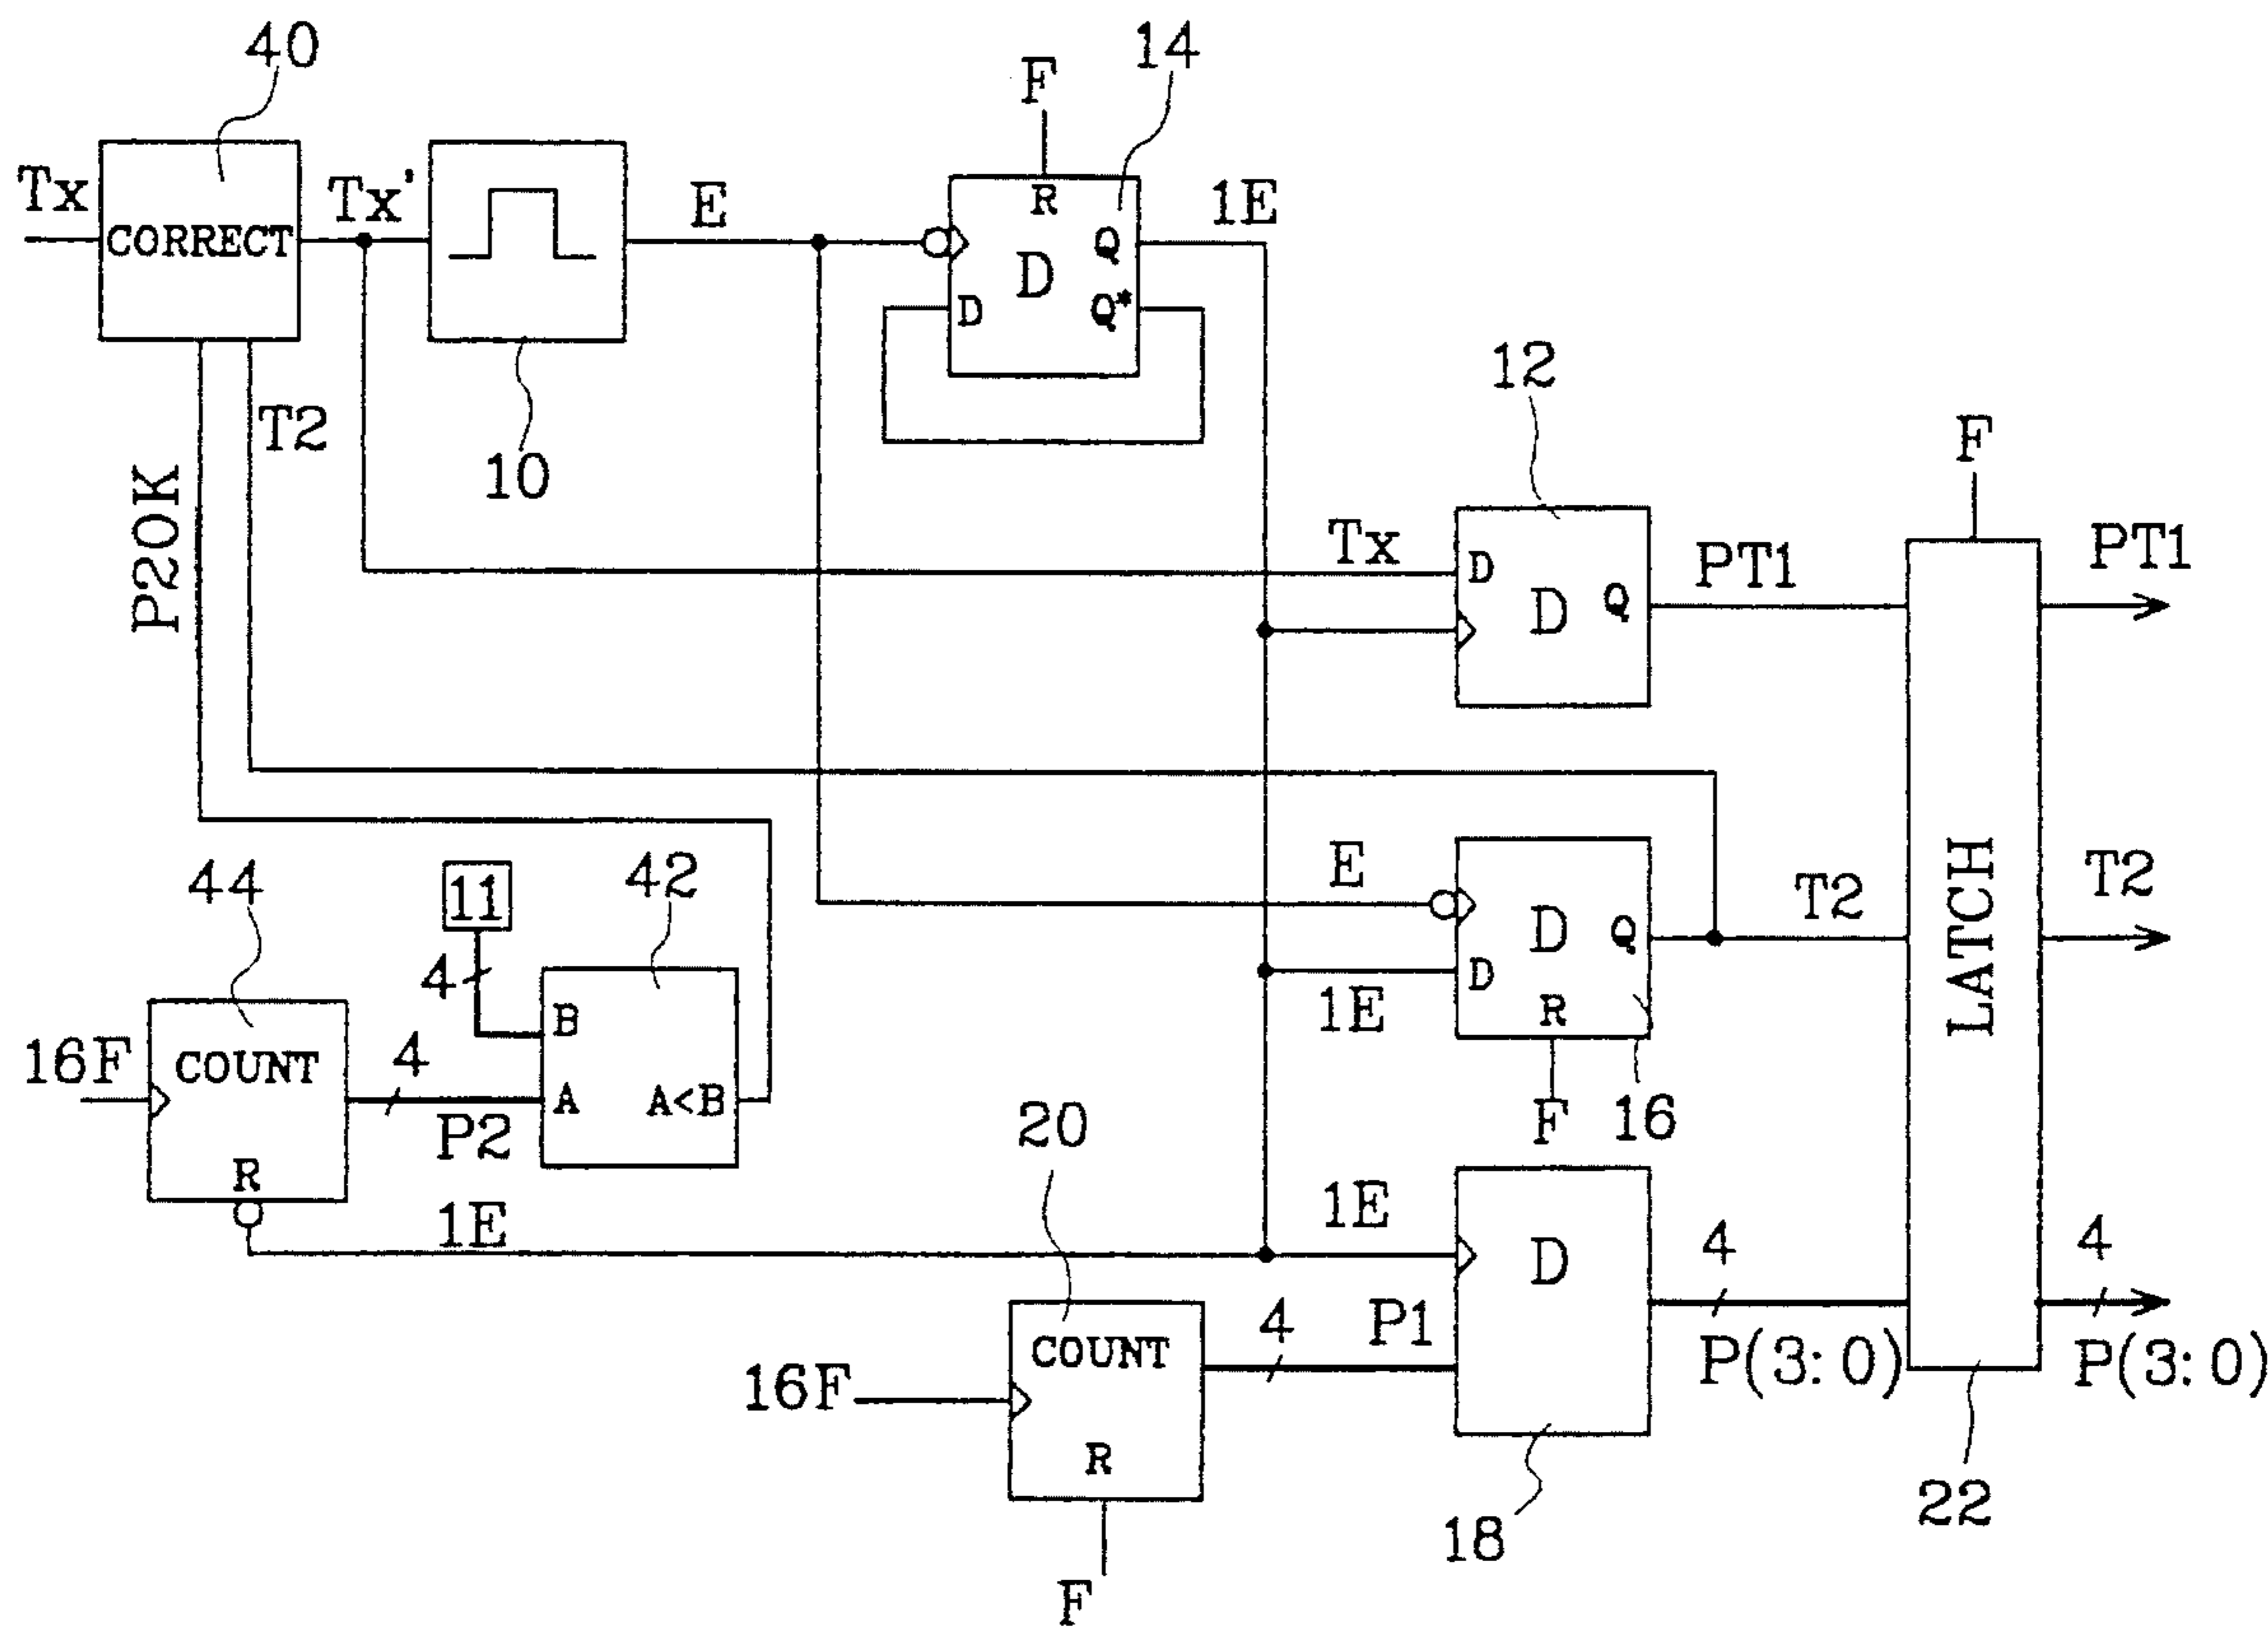 40
Tx
CORRECT
Tx'
10
E
F
14
R
D
Q
D
Q*
1E
T2
P20K
12
Tx
D
D
Q
PT1
F
LATCH
PT1
T2
4
P(3:0)
22
E
D
Q
D
1E
R
F
16
T2
44
11
4
42
16F
COUNT
R
4
P2
B
A
A<B
1E
20
COUNT
16F
R
F
4
P1
1E
D
18
4
P(3:0)